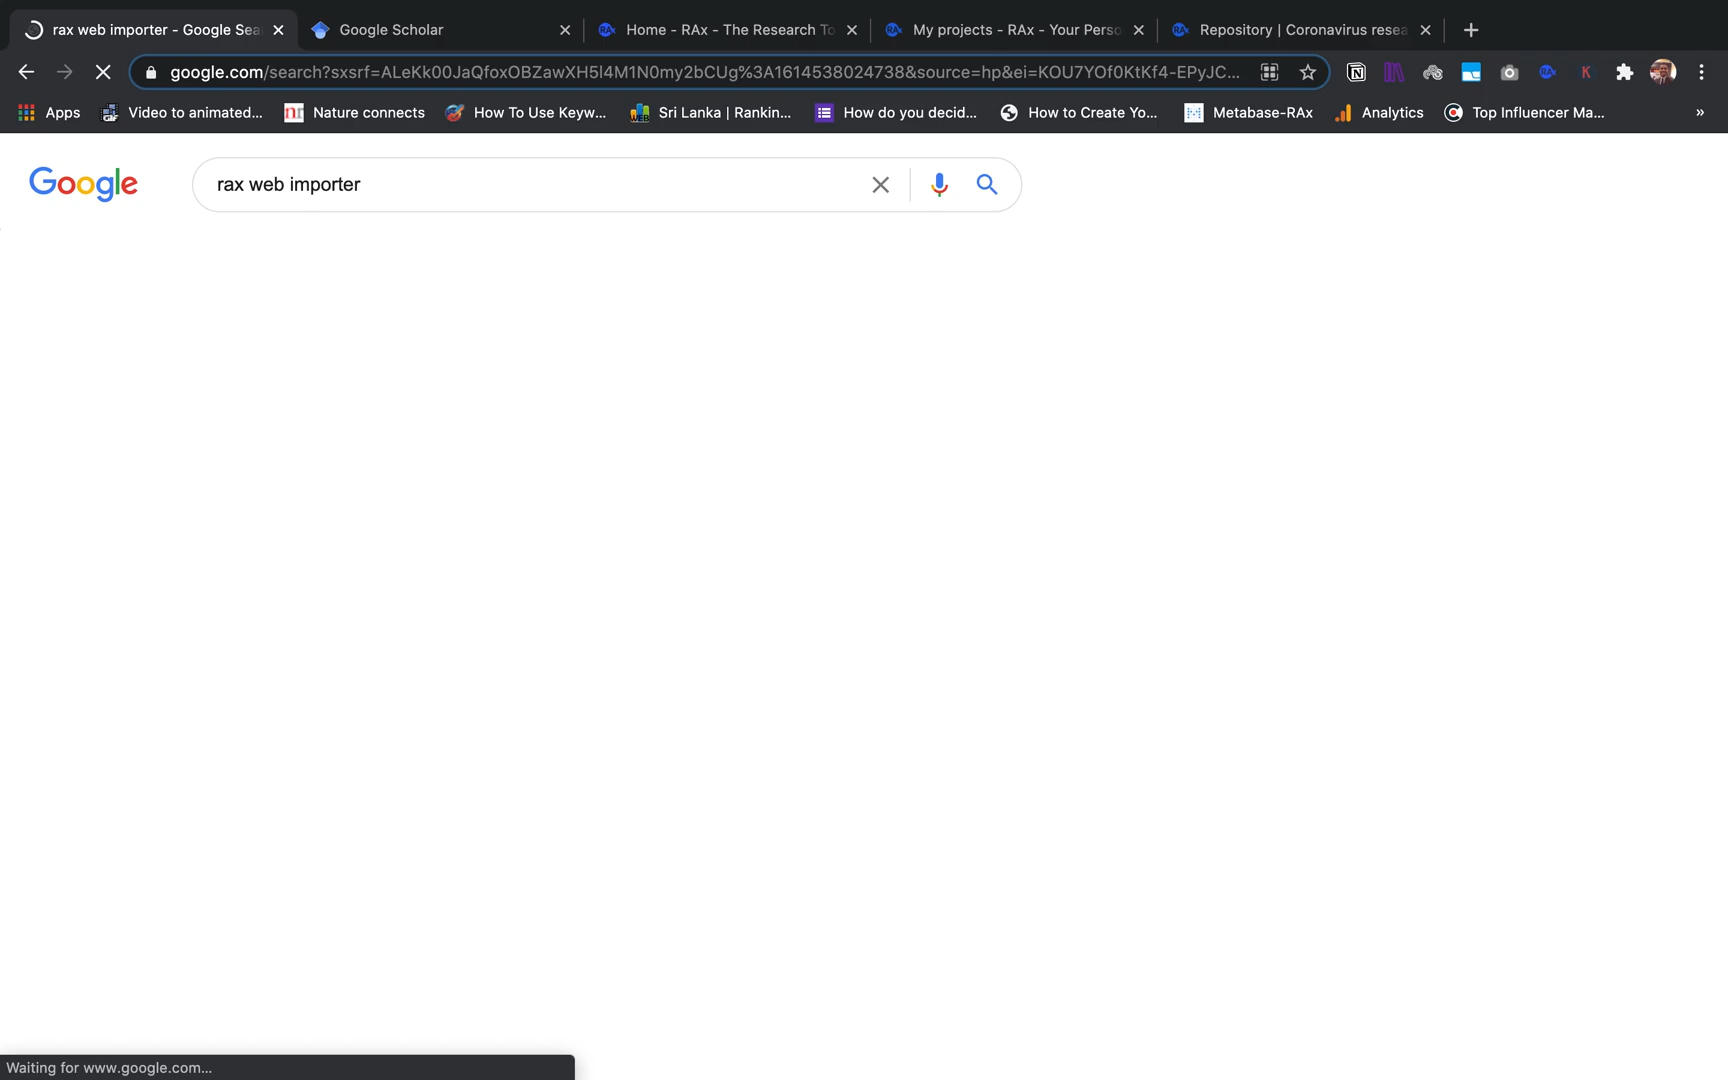 rax web importer - Google Sea
Google Scholar
Home - RAx - The Research To
My projects - RAx - Your Perso
Repository | Coronavirus resea
google.com/search?sxsrf=ALeKk00JaQfoxOBZawXH5l4M1N0my2bCUg%3A1614538024738&source=hp&ei=KOU7YOf0KtKf4-EPyJC...
Apps
Video to animated...
Nature connects
How To Use Keyw...
Sri Lanka | Rankin...
How do you decid...
How to Create Yo...
Metabase-RAx
Analytics
Top Influencer Ma...
»
Google
rax web importer
Waiting for www.google.com...